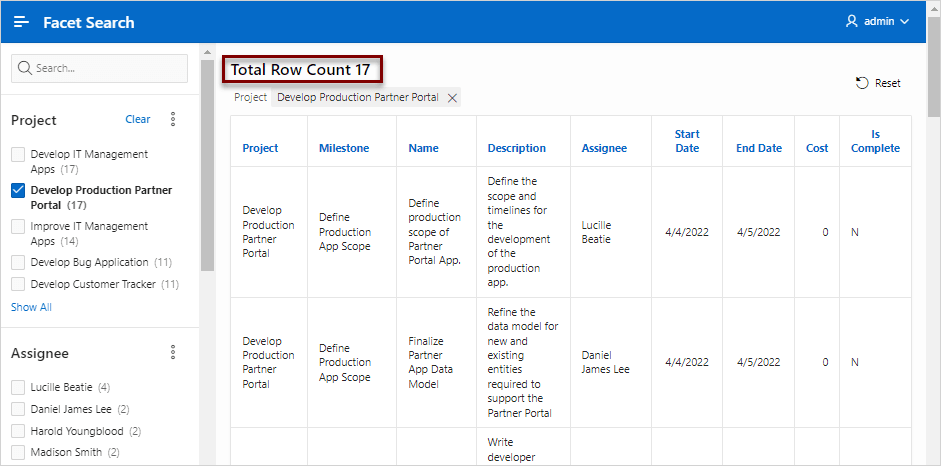 Facet Search
admin
Search...
Project
Clear
Develop IT Management
Apps (17)
Develop Production Partner
Portal (17)
Improve IT Management
Apps (14)
Develop Bug Application (11)
Develop Customer Tracker (11)
Show All
Assignee
Lucille Beatie (4)
Daniel James Lee (2)
Harold Youngblood (2)
Madison Smith (2)
Total Row Count 17
Reset
Project Develop Production Partner Portal
Project
Milestone
Name
Description
Assignee
Start
Date
End Date
Cost
Is
Complete
Develop
Production
Partner
Portal
Define
Production
App Scope
Define
production
scope of
Partner
Portal App.
Define the
scope and
timelines for
the
development
of the
production
app.
Lucille
Beatie
4/4/2022
4/5/2022
0
N
Develop
Production
Partner
Portal
Define
Production
App Scope
Finalize
Partner
App Data
Model
Refine the
data model for
new and
existing
entities
required to
support the
Partner Portal
Daniel
James Lee
4/4/2022
4/5/2022
0
N
Write
developer